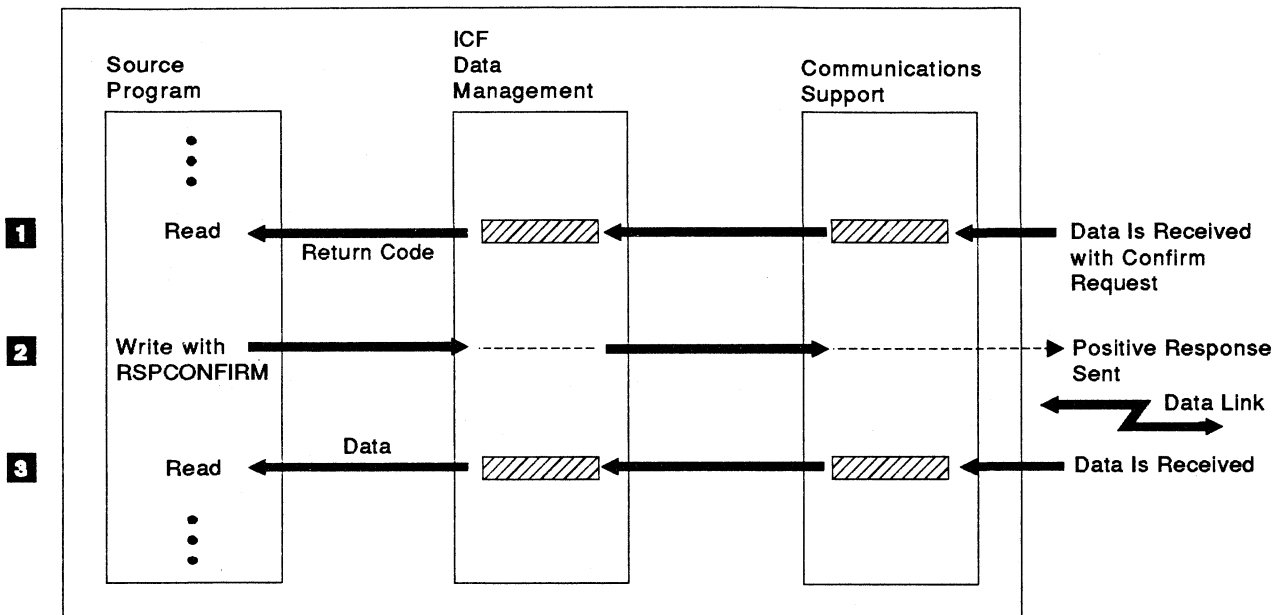 Source
Program
ICF
Data
Management
Communications
Support
1
Read
Return Code
Data Is Received
with Confirm
Request
2
Write with
RSPCONFIRM
Positive Response
Sent
Data Link
3
Read
Data
Data Is Received